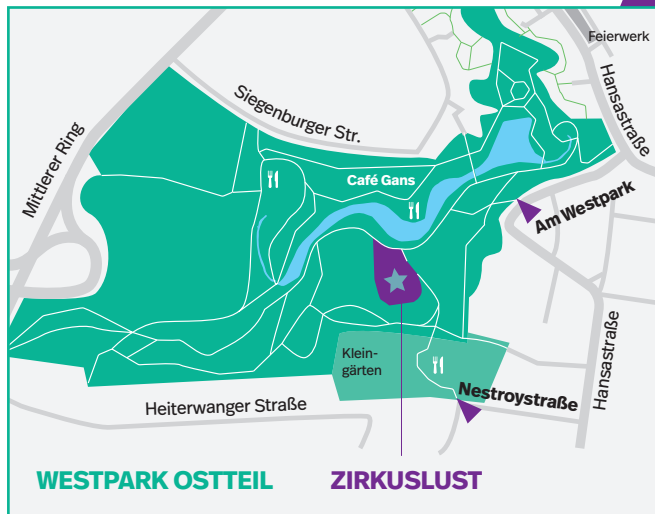 Feierwerk
Hansastraße
Siegenburger Str.
Mittlerer Ring
Café Gans
Am Westpark
Klein-
gärten
Nestroystraße
Hansastraße
Heiterwanger Straße
WESTPARK OSTTEIL
ZIRKUSLUST